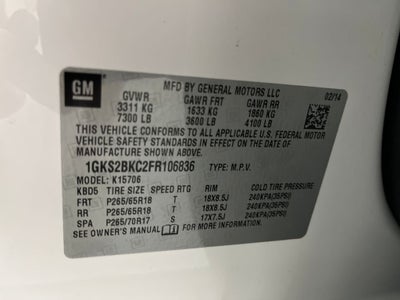 GM
MFD BY GENERAL MOTORS LLC
02/14
GVWR GAWR FRT GAWR RR
3311 KG 1633 KG 1860 KG
7300 LB 3600 LB 4100 LB
THIS VEHICLE CONFORMS TO ALL APPLICABLE U.S. FEDERAL MOTOR
VEHICLE SAFETY STANDARDS IN EFFECT ON THE DATE OF
MANUFACTURE SHOWN ABOVE.
1GKS2BKC2FR106836 TYPE: M.P.V.
MODEL: K15706
KBD5 TIRE SIZE SPEED RTG RIM COLD TIRE PRESSURE
FRT P265/65R18 T 18X8.5J 240KPA(35PSI)
RR P265/65R18 T 18X8.5J 240KPA(35PSI)
SPA P265/70R17 S 17X7.5J 240KPA(35PSI)
SEE OWNER'S MANUAL FOR MORE INFORMATION.